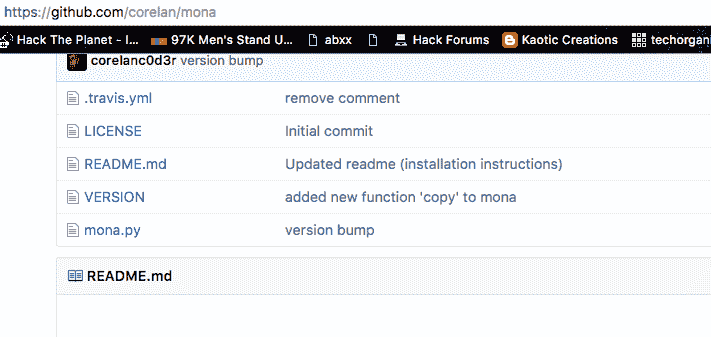 https://github.com/corelan/mona
Hack The Planet - I... 97K Men's Stand U... abxx Hack Forums Kaotic Creations techorgani
corelanc0d3r version bump
.travis.yml remove comment
LICENSE Initial commit
README.md Updated readme (installation instructions)
VERSION added new function 'copy' to mona
mona.py version bump
README.md